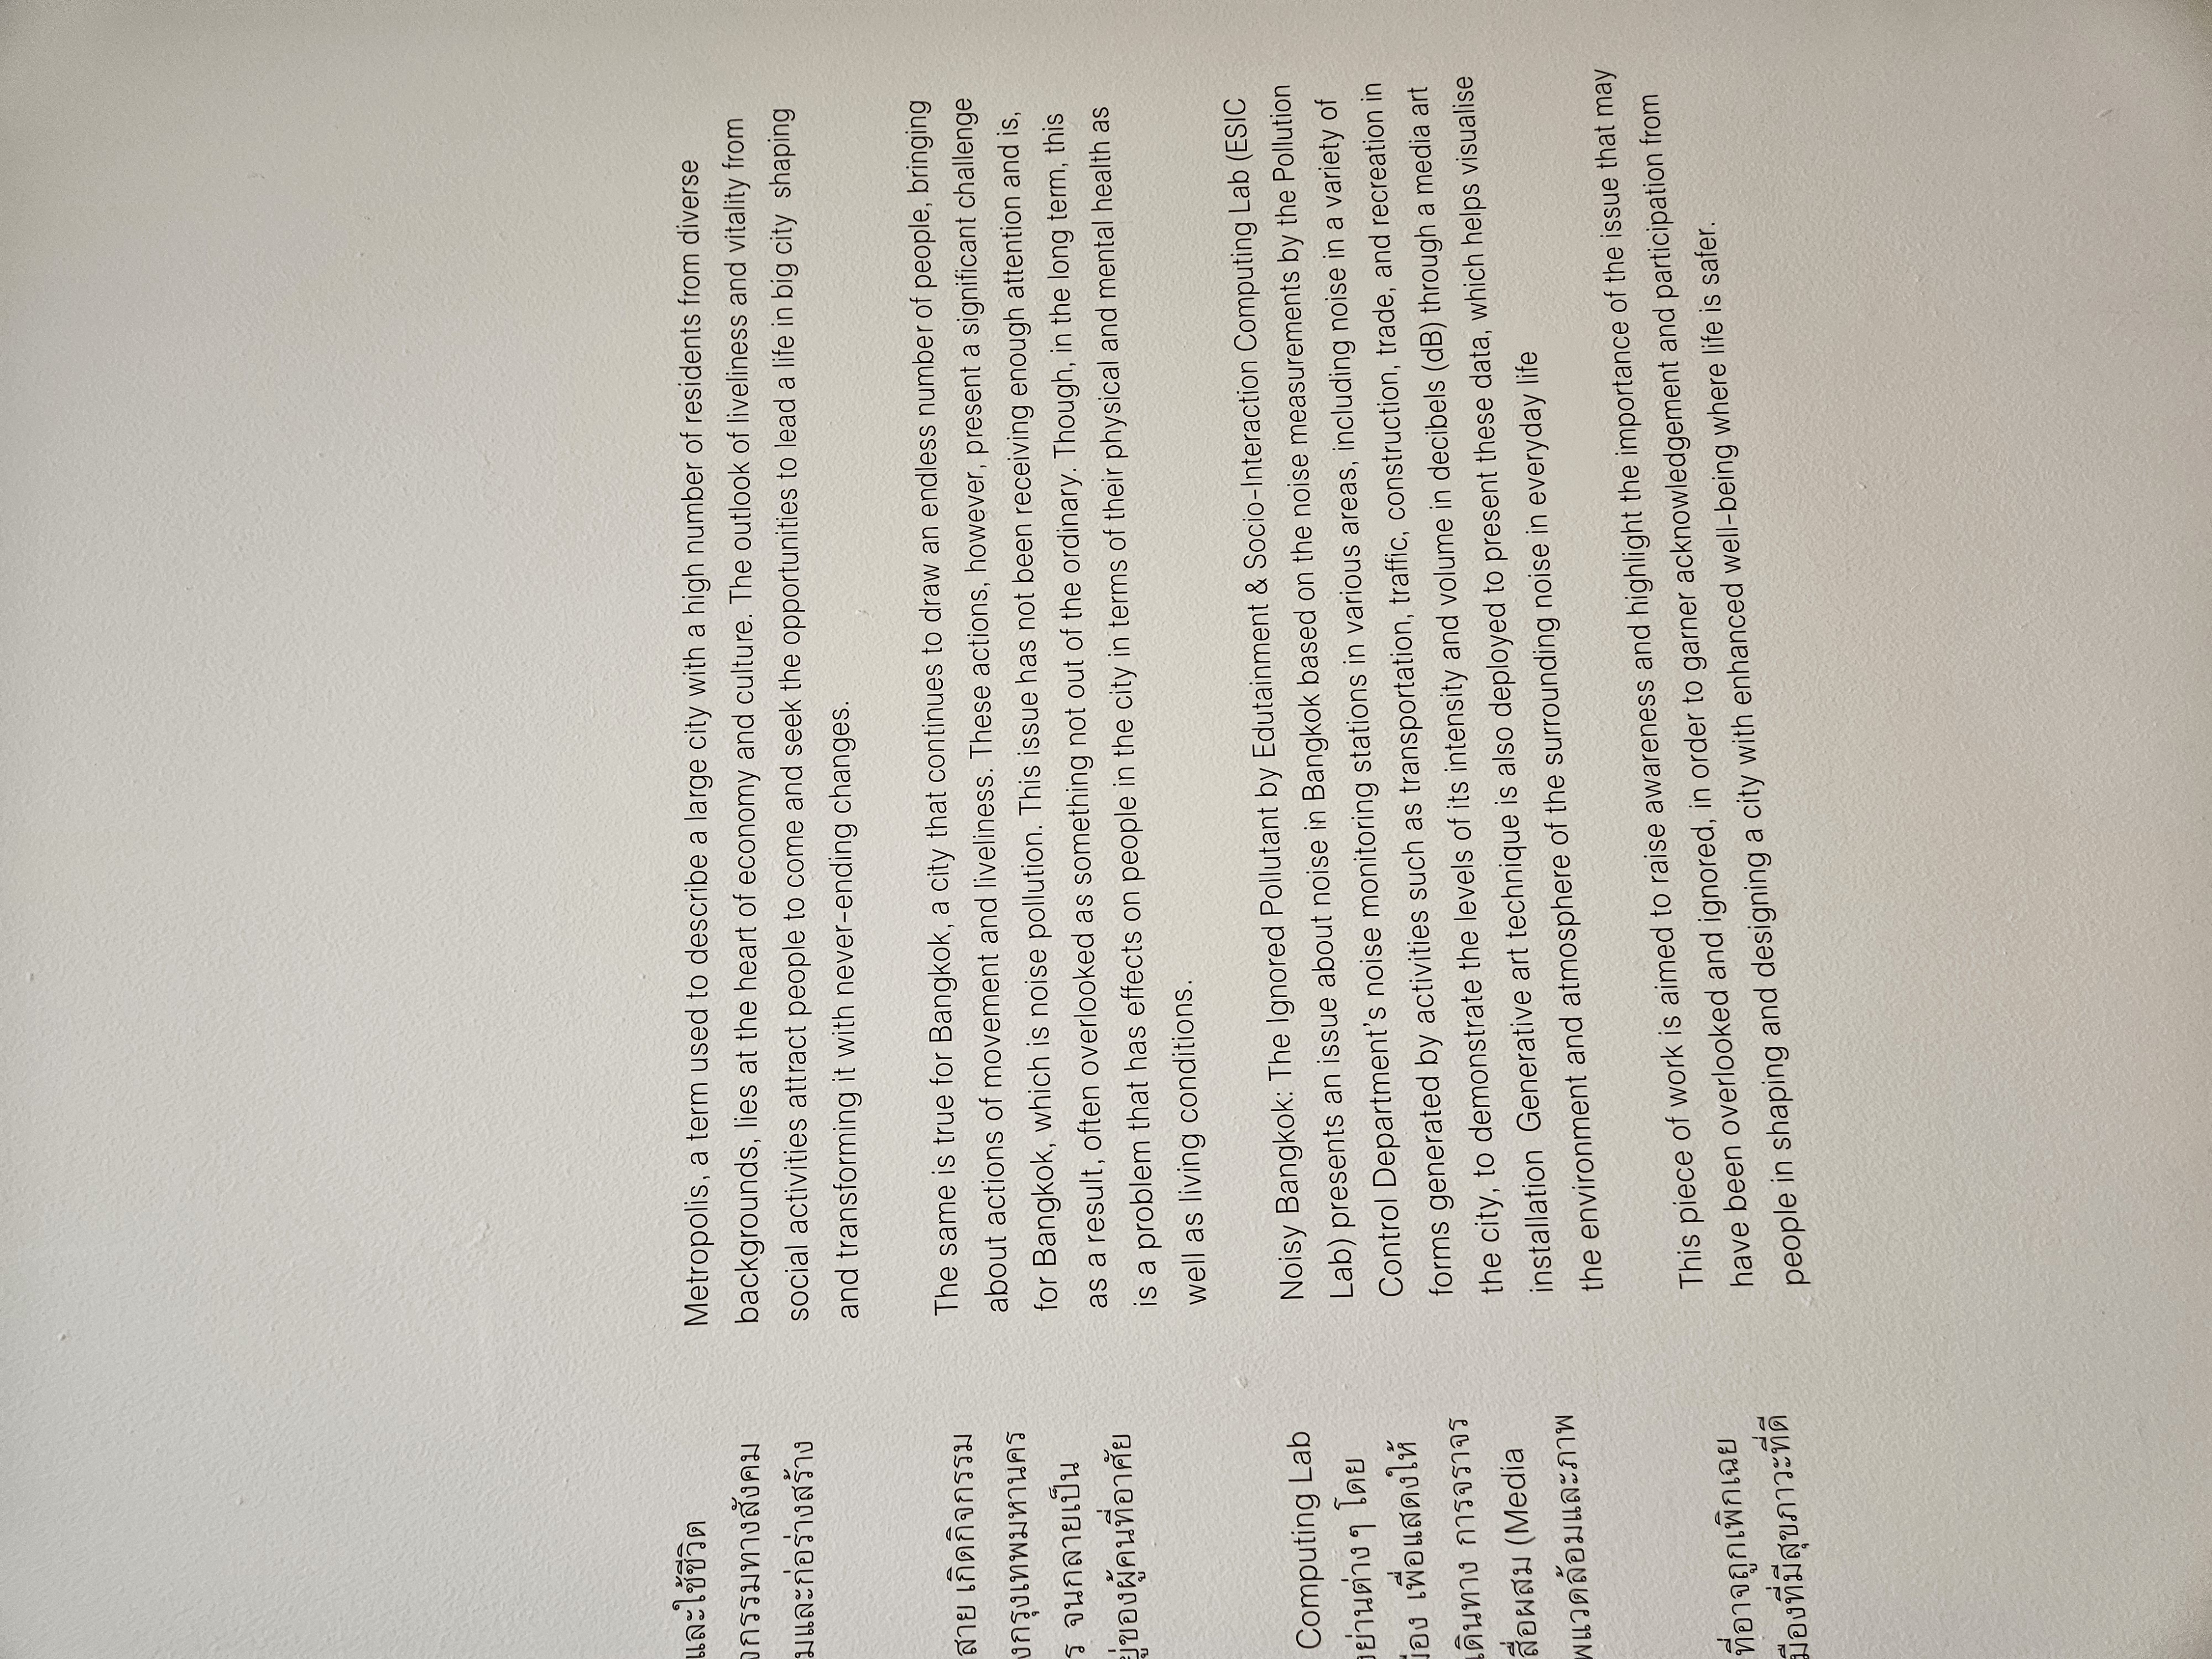 และใช้ชีวิต
กรรมทางสังคม
มและก่อร่างสร้าง
สาย เกิดกิจกรรม
งกรุงเทพมหานคร
ร จนกลายเป็น
ยู่ของผู้คนที่อาศัย
Computing Lab
ย่านต่างๆ โดย
มือง เพื่อแสดงให้
เดินทาง การจราจร
สื่อผสม (Media
พแวดล้อมและภาพ
ที่อาจถูกเพิกเฉย
มืองที่มีสุขภาวะที่ดี
Metropolis, a term used to describe a large city with a high number of residents from diverse
backgrounds, lies at the heart of economy and culture. The outlook of liveliness and vitality from
social activities attract people to come and seek the opportunities to lead a life in big city  shaping
and transforming it with never-ending changes.
The same is true for Bangkok, a city that continues to draw an endless number of people, bringing
about actions of movement and liveliness. These actions, however, present a significant challenge
for Bangkok, which is noise pollution. This issue has not been receiving enough attention and is,
as a result, often overlooked as something not out of the ordinary. Though, in the long term, this
is a problem that has effects on people in the city in terms of their physical and mental health as
well as living conditions.
Noisy Bangkok: The Ignored Pollutant by Edutainment & Socio-Interaction Computing Lab (ESIC
Lab) presents an issue about noise in Bangkok based on the noise measurements by the Pollution
Control Department's noise monitoring stations in various areas, including noise in a variety of
forms generated by activities such as transportation, traffic, construction, trade, and recreation in
the city, to demonstrate the levels of its intensity and volume in decibels (dB) through a media art
installation  Generative art technique is also deployed to present these data, which helps visualise
the environment and atmosphere of the surrounding noise in everyday life
This piece of work is aimed to raise awareness and highlight the importance of the issue that may
have been overlooked and ignored, in order to garner acknowledgement and participation from
people in shaping and designing a city with enhanced well-being where life is safer.